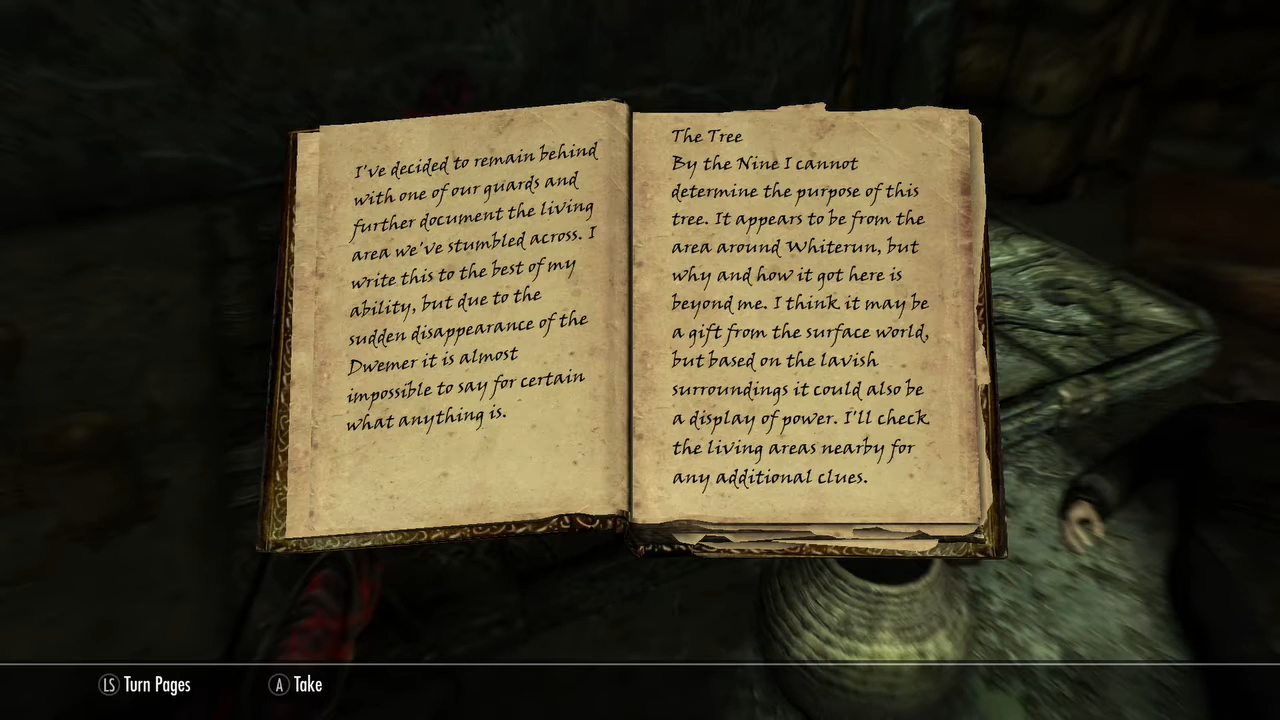 I've decided to remain behind
with one of our guards and
further document the living
area we've stumbled across. I
write this to the best of my
ability, but due to the
sudden disappearance of the
Dwemer it is almost
impossible to say for certain
what anything is.
The Tree
By the Nine I cannot
determine the purpose of this
tree. It appears to be from the
area around Whiterun, but
why and how it got here is
beyond me. I think it may be
a gift from the surface world,
but based on the lavish
surroundings it could also be
a display of power. I'll check
the living areas nearby for
any additional clues.
LS Turn Pages
A Take